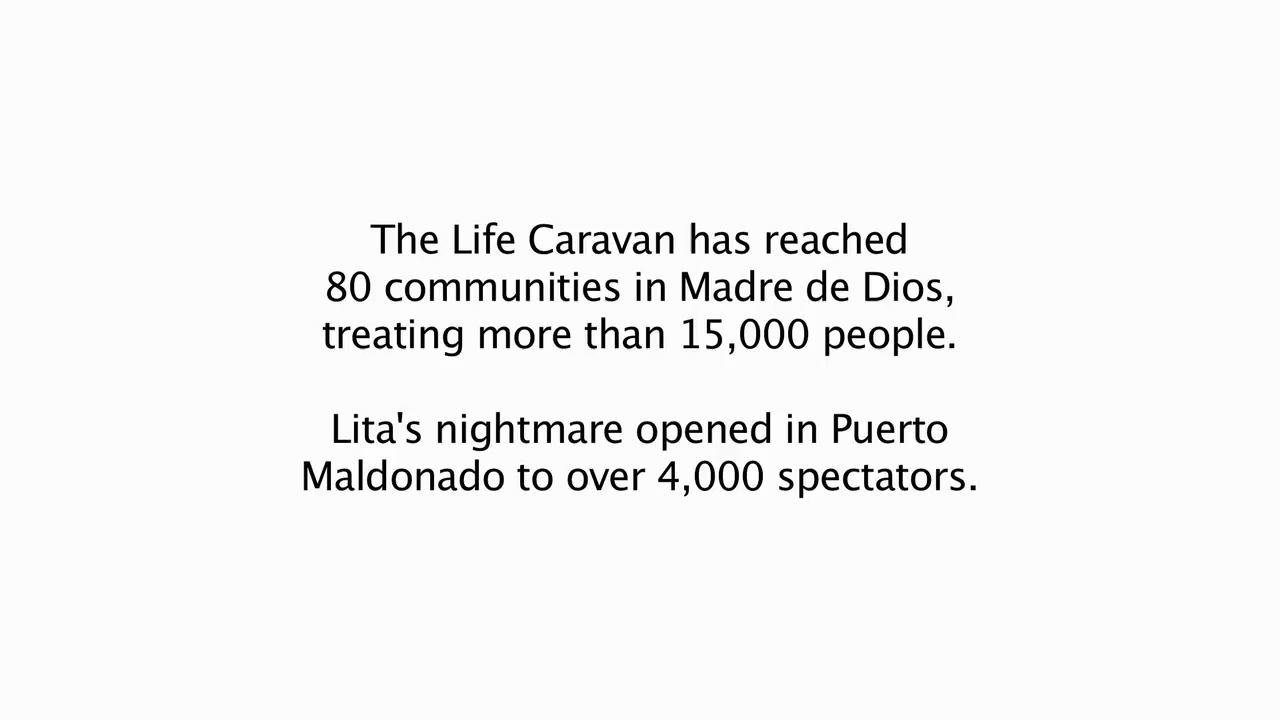 The Life Caravan has reached
80 communities in Madre de Dios,
treating more than 15,000 people.
Lita's nightmare opened in Puerto
Maldonado to over 4,000 spectators.